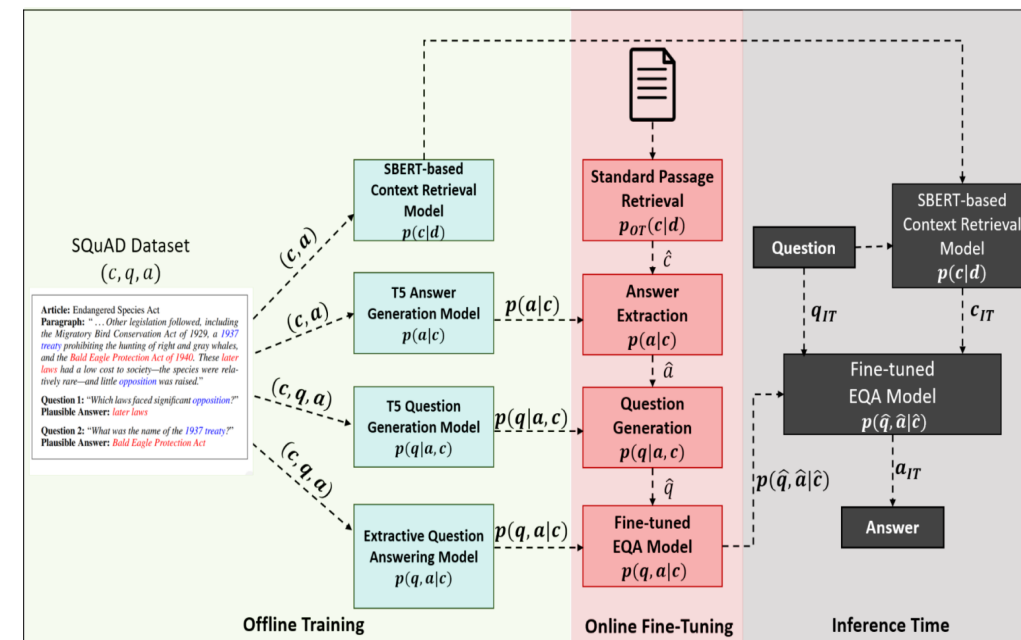 SQuAD Dataset
(c, q, a)
Article: Endangered Species Act
Paragraph: “ … Other legislation followed, including
the Migratory Bird Conservation Act of 1929, a 1937
treaty prohibiting the hunting of right and gray whales,
and the Bald Eagle Protection Act of 1940. These later
laws had a low cost to society—the species were rela-
tively rare—and little opposition was raised.”
Question 1: “Which laws faced significant opposition?”
Plausible Answer: later laws
Question 2: “What was the name of the 1937 treaty?”
Plausible Answer: Bald Eagle Protection Act
(c, a)
(c, a)
(c, q, a)
(c, q, a)
SBERT-based
Context Retrieval
Model
p(c|d)
T5 Answer
Generation Model
p(a|c)
T5 Question
Generation Model
p(q|a, c)
Extractive Question
Answering Model
p(q, a|c)
p(a|c)
p(q|a, c)
p(q, a|c)
Offline Training
Standard Passage
Retrieval
p_OT(c|d)
ĉ
Answer
Extraction
p(a|c)
â
Question
Generation
p(q|a, c)
q̂
Fine-tuned
EQA Model
p(q, a|c)
Online Fine-Tuning
p(q̂, â|ĉ)
Question
SBERT-based
Context Retrieval
Model
p(c|d)
q_IT
c_IT
Fine-tuned
EQA Model
p(q̂, â|ĉ)
a_IT
Answer
Inference Time